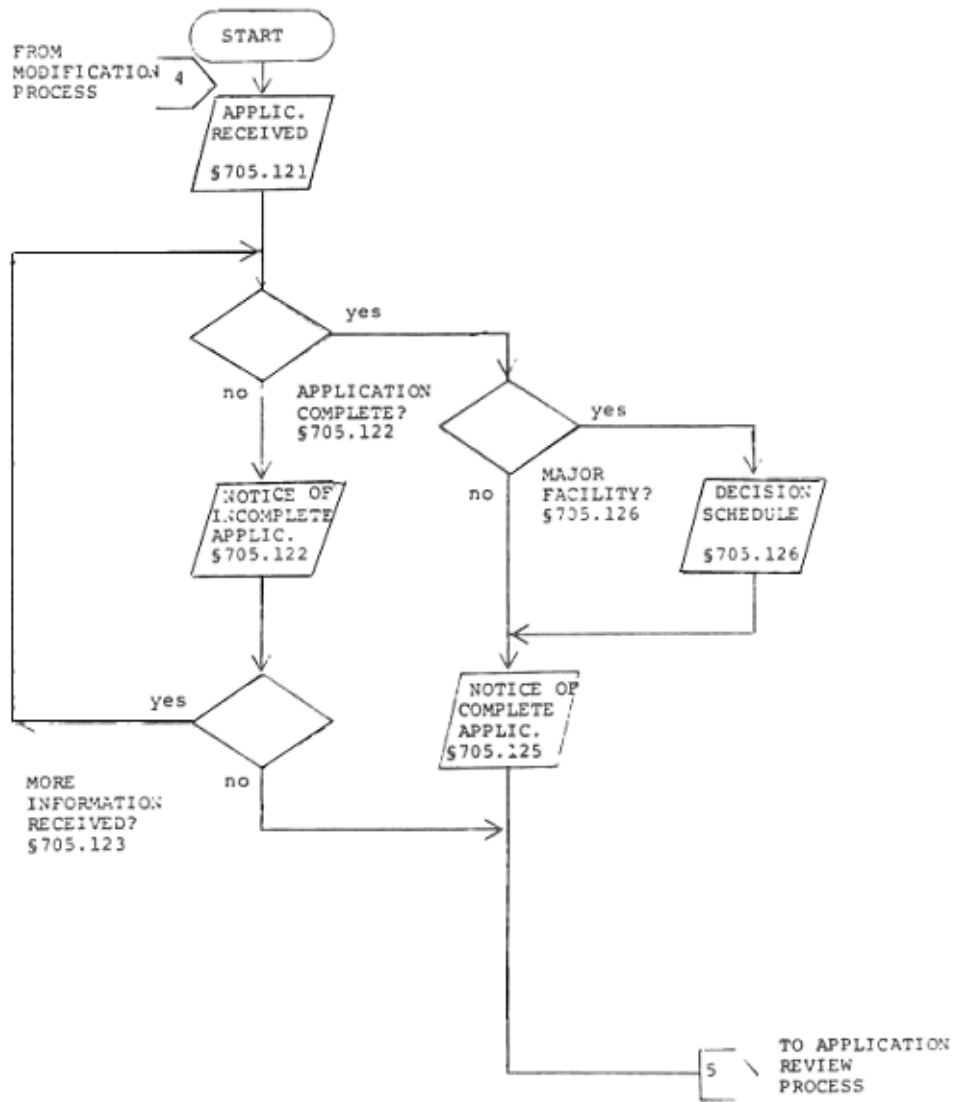 START
FROM
MODIFICATION
PROCESS
4
APPLIC.
RECEIVED
§705.121
yes
no
APPLICATION
COMPLETE?
§705.122
yes
no
MAJOR
FACILITY?
§705.126
DECISION
SCHEDULE
§705.126
NOTICE OF
INCOMPLETE
APPLIC.
§705.122
yes
no
MORE
INFORMATION
RECEIVED?
§705.123
NOTICE OF
COMPLETE
APPLIC.
§705.125
5
TO APPLICATION
REVIEW
PROCESS